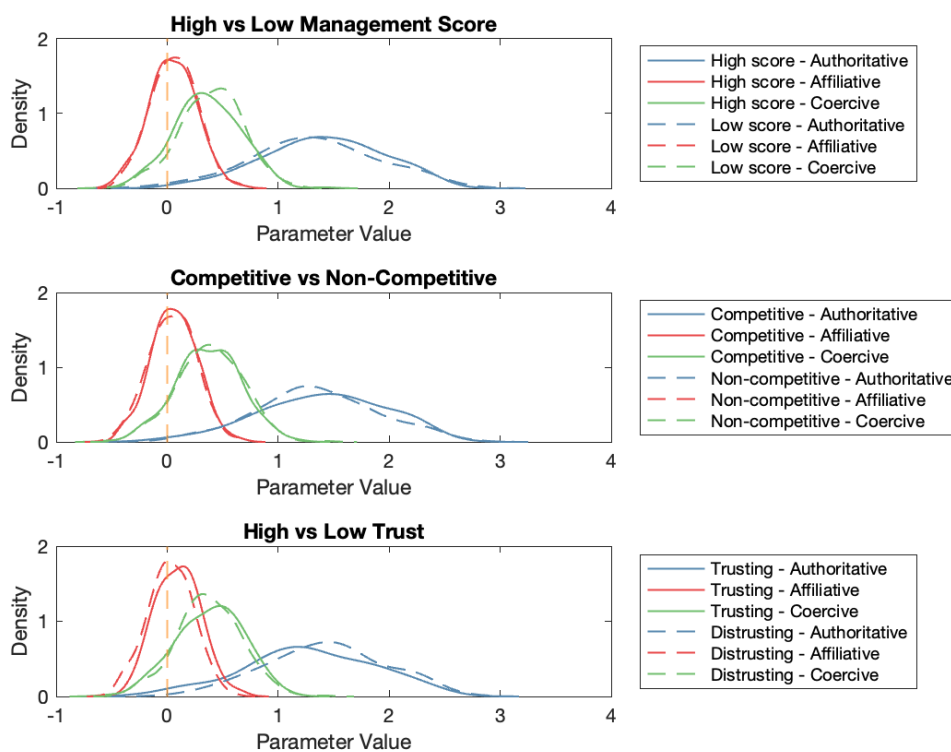 High vs Low Management Score
2
1
0
Density
-1 0 1 2 3 4
Parameter Value
High score - Authoritative
High score - Affiliative
High score - Coercive
Low score - Authoritative
Low score - Affiliative
Low score - Coercive
Competitive vs Non-Competitive
2
1
0
Density
-1 0 1 2 3 4
Parameter Value
Competitive - Authoritative
Competitive - Affiliative
Competitive - Coercive
Non-competitive - Authoritative
Non-competitive - Affiliative
Non-competitive - Coercive
High vs Low Trust
2
1
0
Density
-1 0 1 2 3 4
Parameter Value
Trusting - Authoritative
Trusting - Affiliative
Trusting - Coercive
Distrusting - Authoritative
Distrusting - Affiliative
Distrusting - Coercive